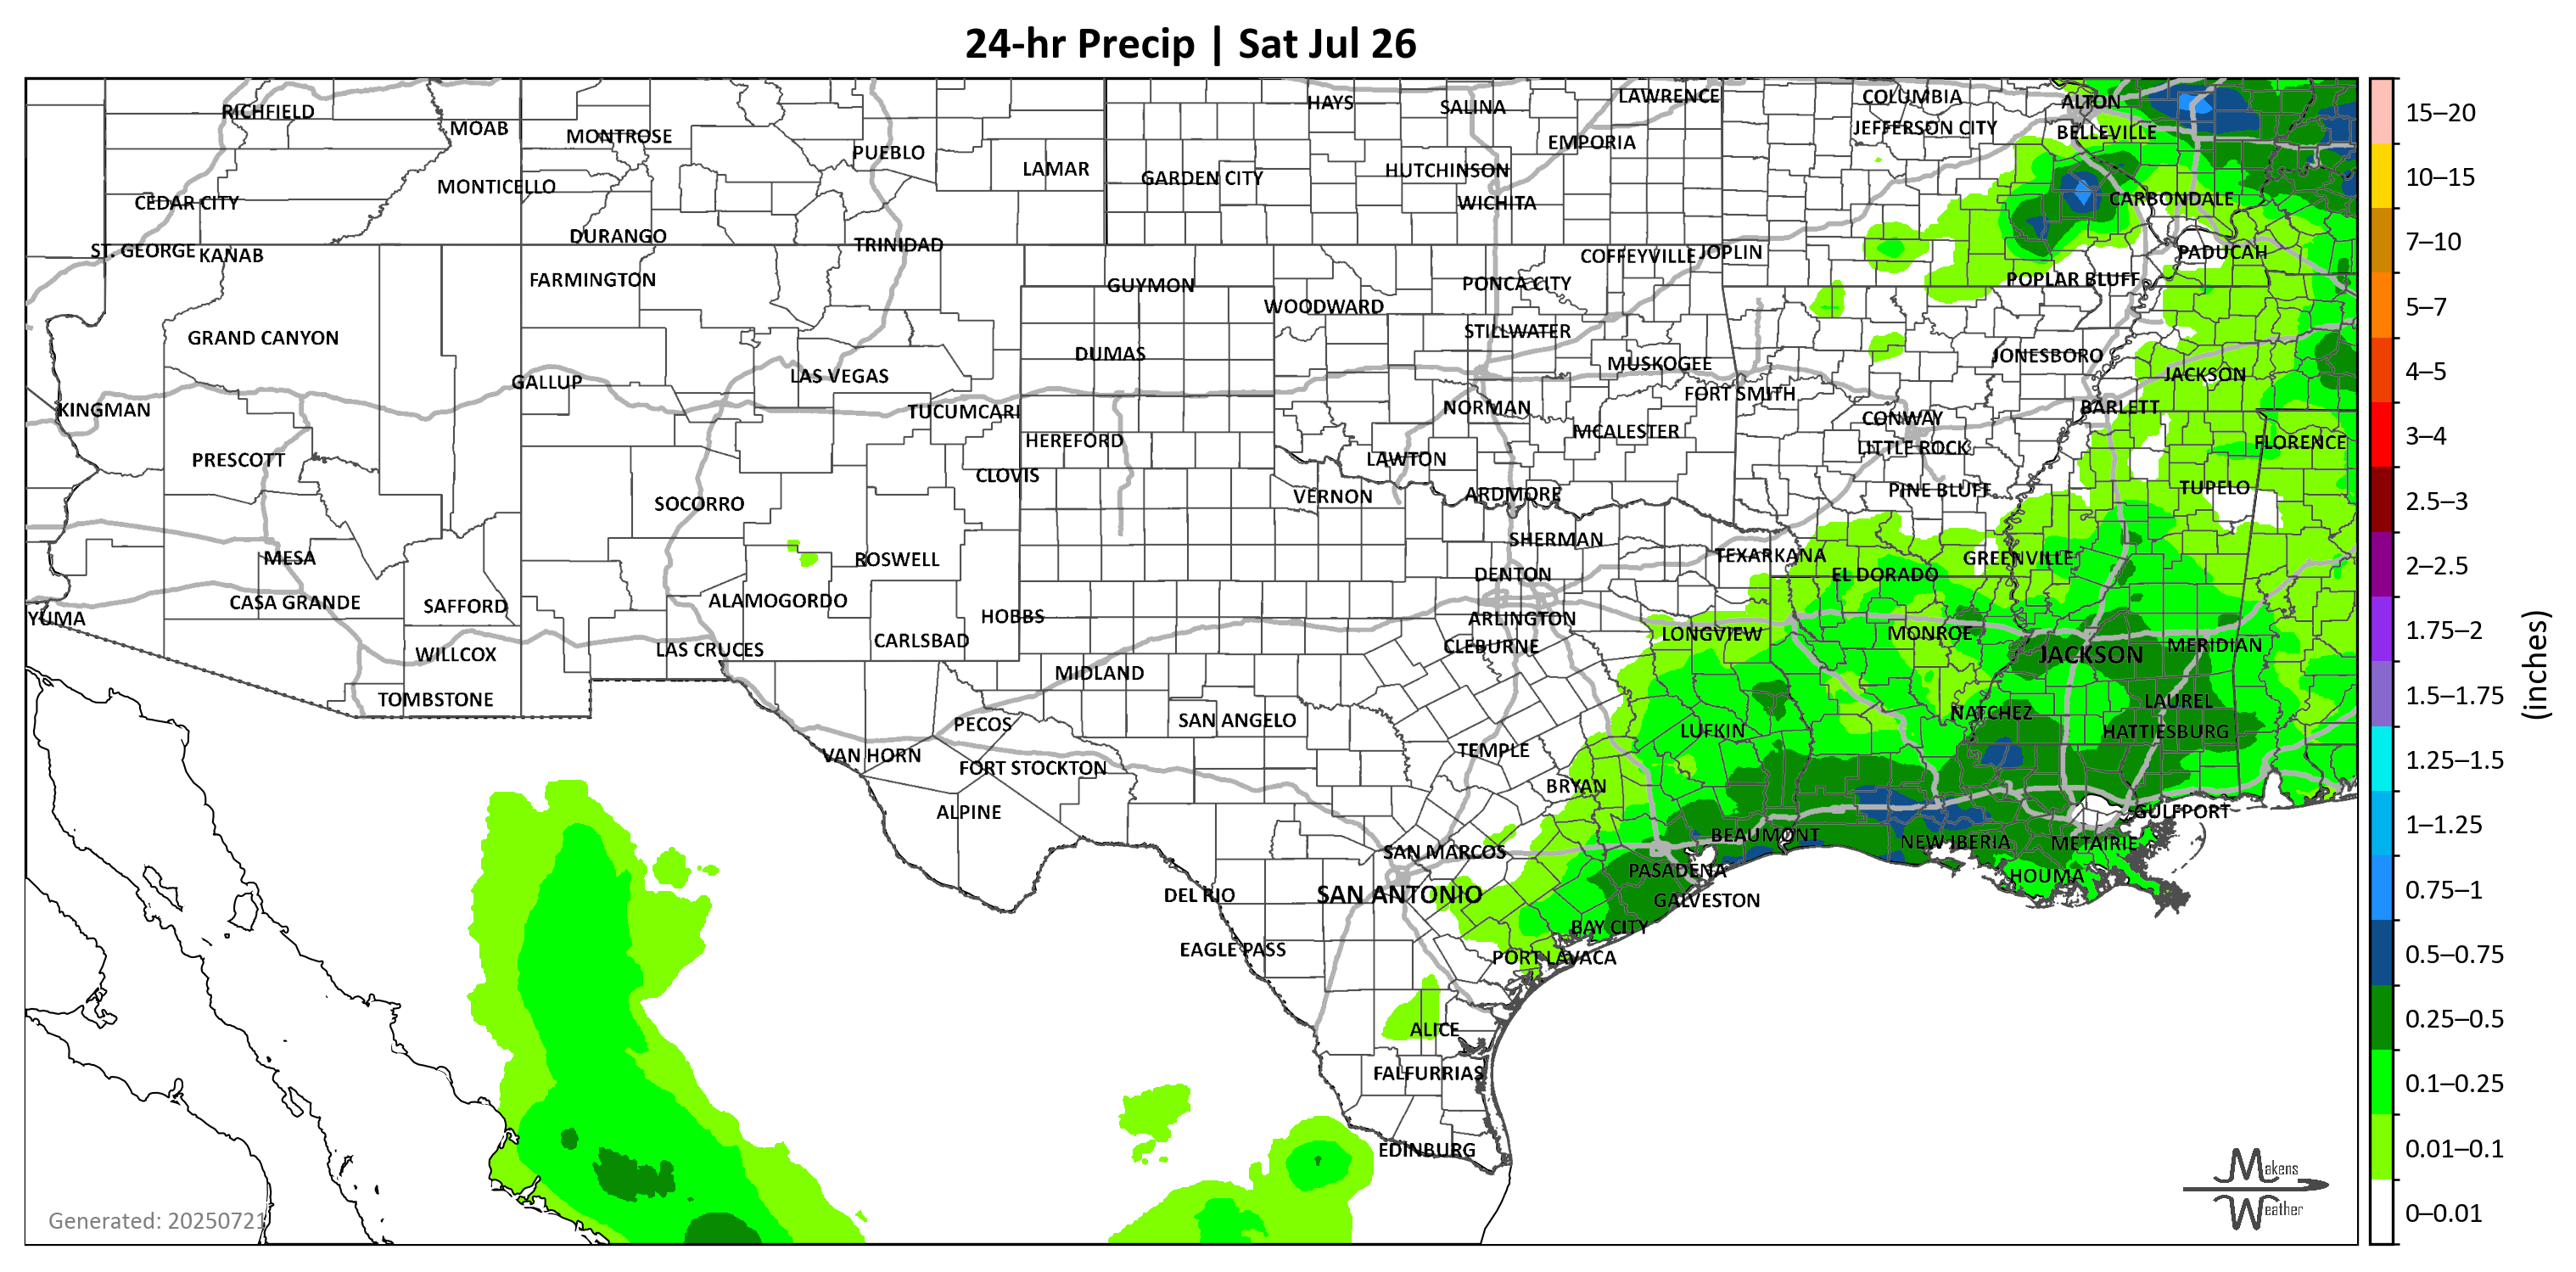 24-hr Precip | Sat Jul 26
RICHFIELD
MOAB
MONTROSE
PUEBLO
LAMAR
HAYS
SALINA
LAWRENCE
COLUMBIA
ALTON
EMPORIA
JEFFERSON CITY
BELLEVILLE
CEDAR CITY
MONTICELLO
GARDEN CITY
HUTCHINSON
WICHITA
CARBONDALE
ST. GEORGE
KANAB
DURANGO
TRINIDAD
COFFEYVILLE
JOPLIN
PADUCAH
FARMINGTON
GUYMON
PONCA CITY
POPLAR BLUFF
WOODWARD
GRAND CANYON
DUMAS
STILLWATER
MUSKOGEE
JONESBORO
JACKSON
GALLUP
LAS VEGAS
FORT SMITH
KINGMAN
TUCUMCARI
NORMAN
BARLETT
HEREFORD
MCALESTER
CONWAY
LITTLE ROCK
FLORENCE
PRESCOTT
CLOVIS
LAWTON
PINE BLUFF
TUPELO
SOCORRO
VERNON
ARDMORE
MESA
ROSWELL
SHERMAN
TEXARKANA
GREENVILLE
CASA GRANDE
SAFFORD
ALAMOGORDO
DENTON
EL DORADO
YUMA
HOBBS
ARLINGTON
WILLCOX
LAS CRUCES
CARLSBAD
CLEBURNE
LONGVIEW
MONROE
JACKSON
MERIDIAN
TOMBSTONE
MIDLAND
LAUREL
PECOS
SAN ANGELO
NATCHEZ
HATTIESBURG
VAN HORN
FORT STOCKTON
TEMPLE
LUFKIN
ALPINE
BRYAN
GULFPORT
SAN MARCOS
BEAUMONT
NEW IBERIA
METAIRIE
DEL RIO
SAN ANTONIO
PASADENA
HOUMA
GALVESTON
EAGLE PASS
BAY CITY
PORT LAVACA
ALICE
FALFURRIAS
EDINBURG
Generated: 20250721
Makens
Weather
15–20
10–15
7–10
5–7
4–5
3–4
2.5–3
2–2.5
1.75–2
1.5–1.75
1.25–1.5
1–1.25
0.75–1
0.5–0.75
0.25–0.5
0.1–0.25
0.01–0.1
0–0.01
(inches)